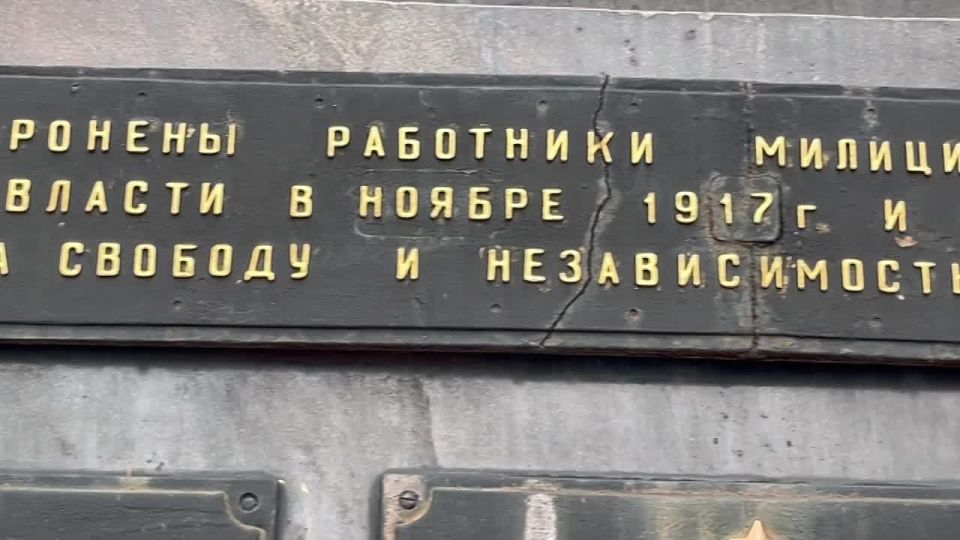 РОНЕНЫ РАБОТНИКИ МИЛИЦИ
ВЛАСТИ В НОЯБРЕ 1917 г И
А СВОБОДУ И НЕЗАВИСИМОСТЬ